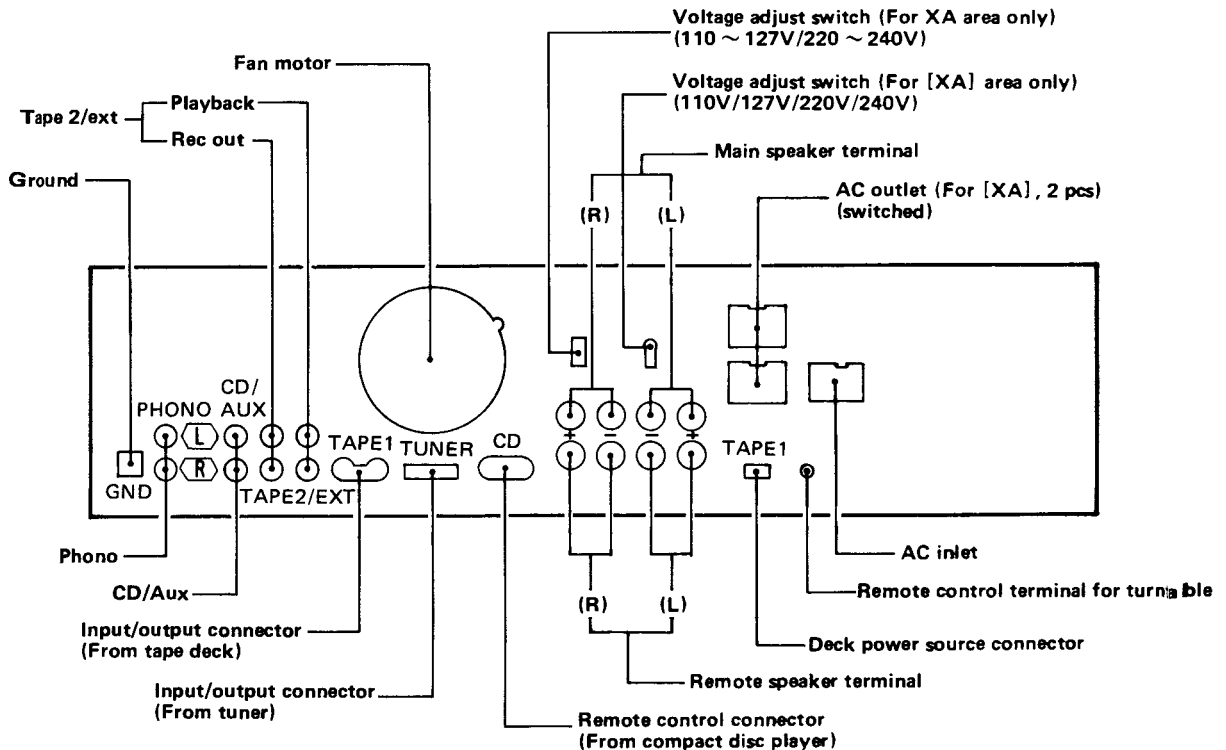 Voltage adjust switch (For XA area only)
(110 ~ 127V/220 ~ 240V)
Fan motor
Voltage adjust switch (For [XA] area only)
(110V/127V/220V/240V)
Tape 2/ext
Playback
Rec out
Main speaker terminal
Ground
AC outlet (For [XA], 2 pcs)
(switched)
(R) (L)
CD/
AUX
PHONO L
TAPE1 TUNER CD
+ − − +
TAPE1
R
GND
TAPE2/EXT
Phono
AC inlet
CD/Aux
Remote control terminal for turnable
(R) (L)
Input/output connector
(From tape deck)
Deck power source connector
Remote speaker terminal
Input/output connector
(From tuner)
Remote control connector
(From compact disc player)